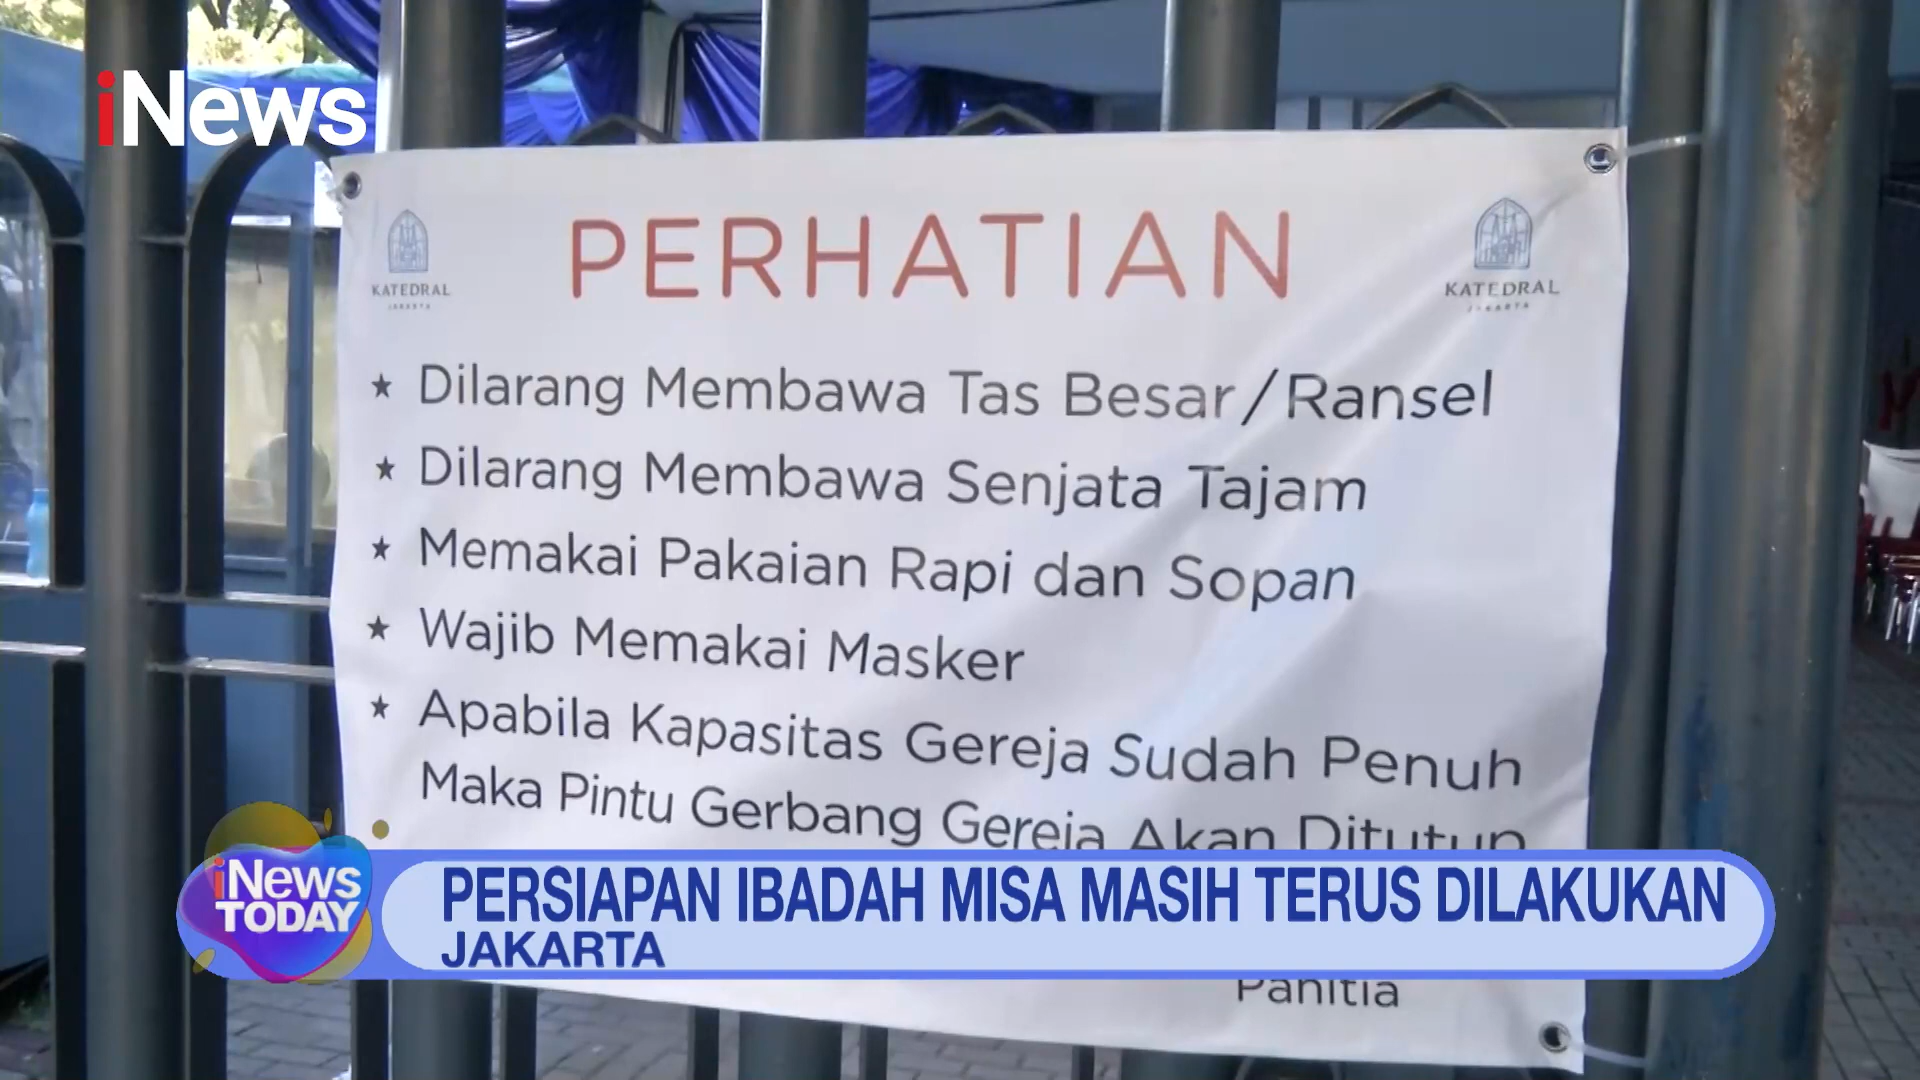 iNews
PERHATIAN
KATEDRAL
JAKARTA
KATEDRAL
JAKARTA
★ Dilarang Membawa Tas Besar/Ransel
★ Dilarang Membawa Senjata Tajam
★ Memakai Pakaian Rapi dan Sopan
★ Wajib Memakai Masker
★ Apabila Kapasitas Gereja Sudah Penuh
Maka Pintu Gerbang Gereja Akan Ditutup
iNews
TODAY
PERSIAPAN IBADAH MISA MASIH TERUS DILAKUKAN
JAKARTA
Panitia